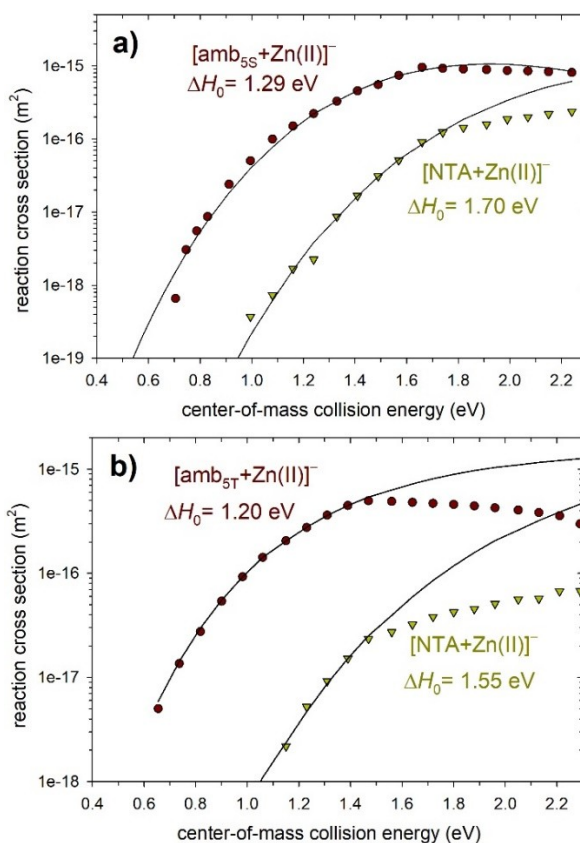 a)
[amb5S+Zn(II)]⁻
ΔH0= 1.29 eV
[NTA+Zn(II)]⁻
ΔH0= 1.70 eV
reaction cross section (m²)
1e-15
1e-16
1e-17
1e-18
1e-19
0.4 0.6 0.8 1.0 1.2 1.4 1.6 1.8 2.0 2.2
center-of-mass collision energy (eV)
b)
[amb5T+Zn(II)]⁻
ΔH0= 1.20 eV
[NTA+Zn(II)]⁻
ΔH0= 1.55 eV
reaction cross section (m²)
1e-15
1e-16
1e-17
1e-18
0.4 0.6 0.8 1.0 1.2 1.4 1.6 1.8 2.0 2.2
center-of-mass collision energy (eV)